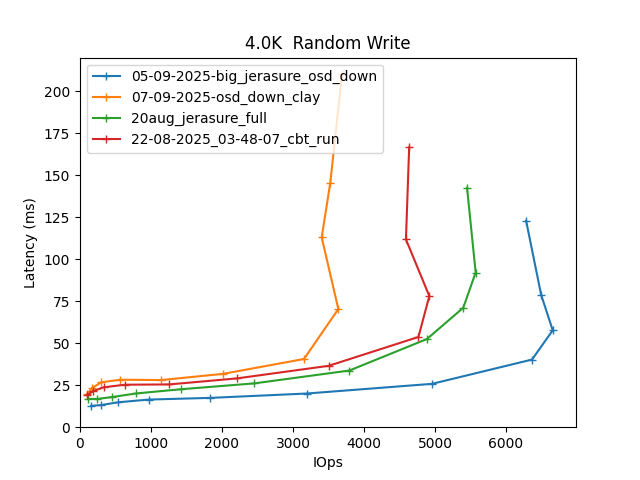 4.0K  Random Write
05-09-2025-big_jerasure_osd_down
07-09-2025-osd_down_clay
20aug_jerasure_full
22-08-2025_03-48-07_cbt_run
200
175
150
125
100
75
50
25
0
Latency (ms)
0 1000 2000 3000 4000 5000 6000
IOps